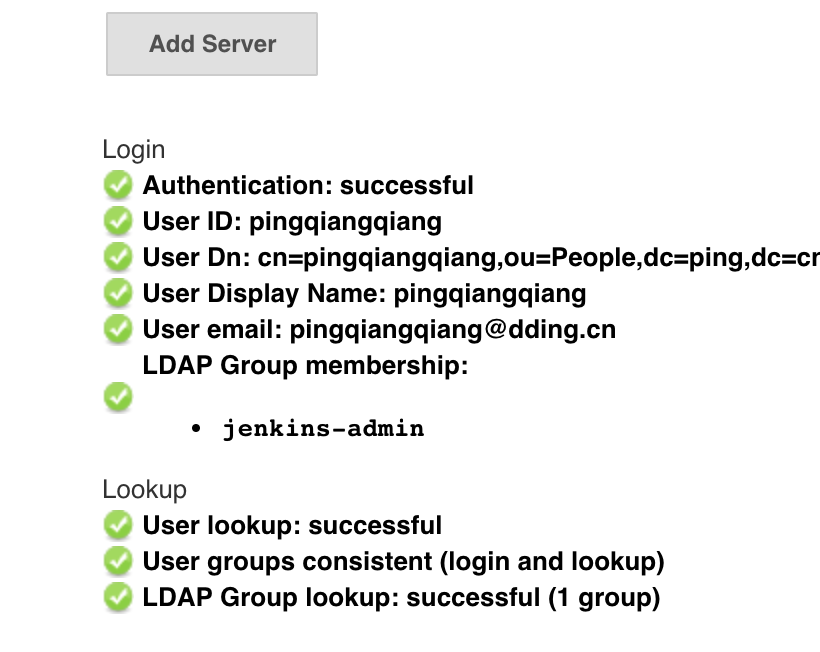 Add Server
Login
Authentication: successful
User ID: pingqiangqiang
User Dn: cn=pingqiangqiang,ou=People,dc=ping,dc=cn
User Display Name: pingqiangqiang
User email: pingqiangqiang@dding.cn
LDAP Group membership:
• jenkins-admin
Lookup
User lookup: successful
User groups consistent (login and lookup)
LDAP Group lookup: successful (1 group)